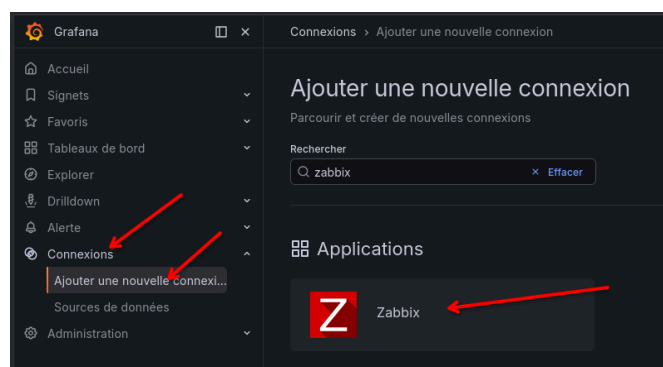 Grafana
Accueil
Signets
Favoris
Tableaux de bord
Explorer
Drilldown
Alerte
Connexions
Ajouter une nouvelle connexi...
Sources de données
Administration
Connexions › Ajouter une nouvelle connexion
Ajouter une nouvelle connexion
Parcourir et créer de nouvelles connexions
Rechercher
zabbix × Effacer
Applications
Z Zabbix